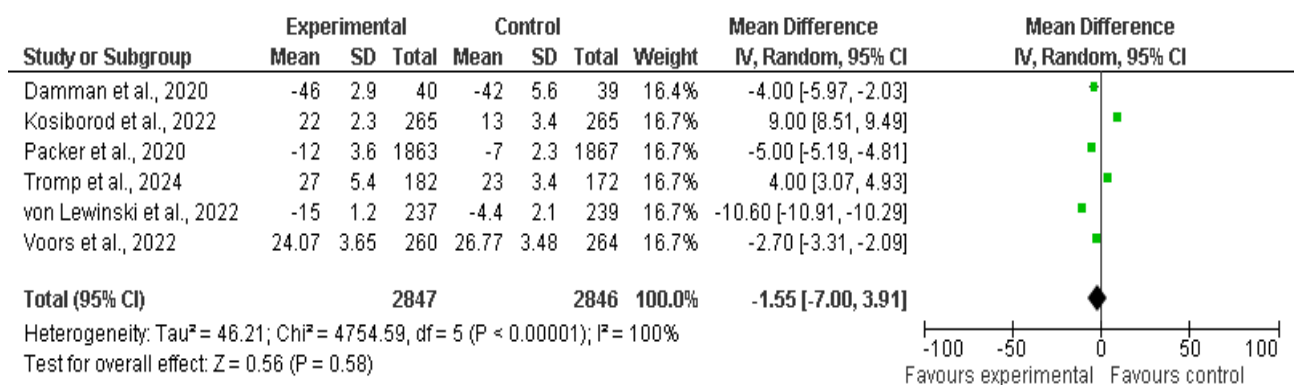 Experimental Control Mean Difference Mean Difference
Study or Subgroup Mean SD Total Mean SD Total Weight IV, Random, 95% CI IV, Random, 95% CI
Damman et al., 2020 -46 2.9 40 -42 5.6 39 16.4% -4.00 [-5.97, -2.03]
Kosiborod et al., 2022 22 2.3 265 13 3.4 265 16.7% 9.00 [8.51, 9.49]
Packer et al., 2020 -12 3.6 1863 -7 2.3 1867 16.7% -5.00 [-5.19, -4.81]
Tromp et al., 2024 27 5.4 182 23 3.4 172 16.7% 4.00 [3.07, 4.93]
von Lewinski et al., 2022 -15 1.2 237 -4.4 2.1 239 16.7% -10.60 [-10.91, -10.29]
Voors et al., 2022 24.07 3.65 260 26.77 3.48 264 16.7% -2.70 [-3.31, -2.09]
Total (95% CI) 2847 2846 100.0% -1.55 [-7.00, 3.91]
Heterogeneity: Tau² = 46.21; Chi² = 4754.59, df = 5 (P < 0.00001); I² = 100%
Test for overall effect: Z = 0.56 (P = 0.58)
-100 -50 0 50 100
Favours experimental Favours control